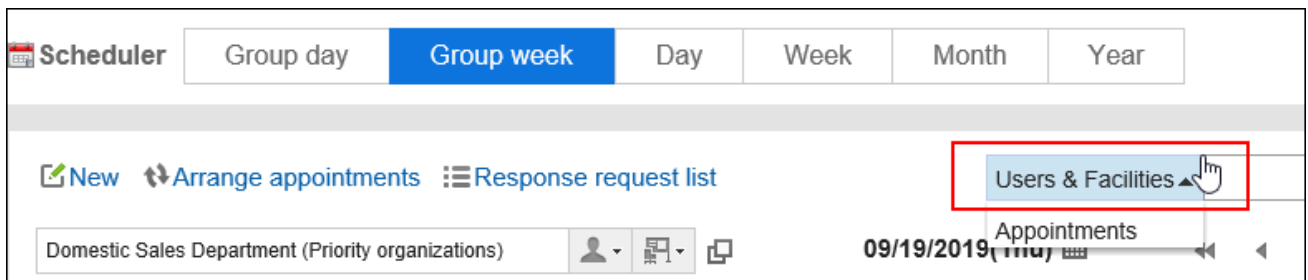 Scheduler Group day Group week Day Week Month Year
New Arrange appointments Response request list Users & Facilities
Appointments
Domestic Sales Department (Priority organizations) 09/19/2019(Thu)